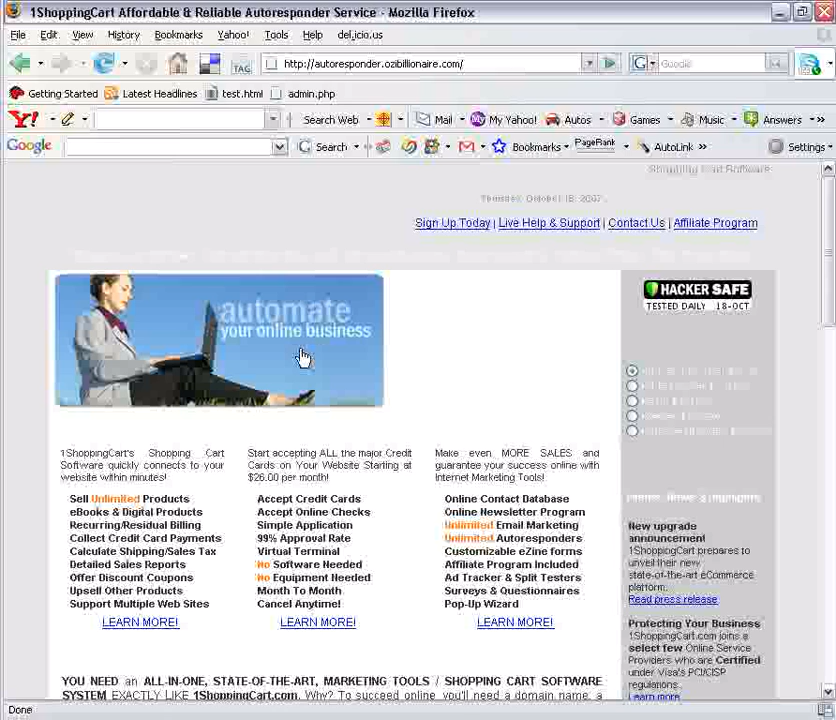 1ShoppingCart Affordable & Reliable Autoresponder Service - Mozilla Firefox
File Edit View History Bookmarks Yahoo! Tools Help del.icio.us
TAG http://autoresponder.ozibillionaire.com/ G Google
Getting Started Latest Headlines test.html admin.php
Y! Search Web Mail My Yahoo! Autos Games Music Answers »
Google Search Bookmarks PageRank AutoLink » Settings
Shopping Cart Software
Thursday, October 18, 2007
Sign Up Today | Live Help & Support | Contact Us | Affiliate Program
automate
your online business
HACKER SAFE
TESTED DAILY 18-OCT
1ShoppingCart's Shopping Cart
Software quickly connects to your
website within minutes!
Sell Unlimited Products
eBooks & Digital Products
Recurring/Residual Billing
Collect Credit Card Payments
Calculate Shipping/Sales Tax
Detailed Sales Reports
Offer Discount Coupons
Upsell Other Products
Support Multiple Web Sites
LEARN MORE!
Start accepting ALL the major Credit
Cards on Your Website Starting at
$26.00 per month!
Accept Credit Cards
Accept Online Checks
Simple Application
99% Approval Rate
Virtual Terminal
No Software Needed
No Equipment Needed
Month To Month
Cancel Anytime!
LEARN MORE!
Make even MORE SALES and
guarantee your success online with
Internet Marketing Tools!
Online Contact Database
Online Newsletter Program
Unlimited Email Marketing
Unlimited Autoresponders
Customizable eZine forms
Affiliate Program Included
Ad Tracker & Split Testers
Surveys & Questionnaires
Pop-Up Wizard
LEARN MORE!
New upgrade
announcement!
1ShoppingCart prepares to
unveil their new
state-of-the-art eCommerce
platform.
Read press release
Protecting Your Business
1ShoppingCart.com joins a
select few Online Service
Providers who are Certified
under Visa's PCI/CISP
regulations.
Learn more
YOU NEED an ALL-IN-ONE, STATE-OF-THE-ART, MARKETING TOOLS / SHOPPING CART SOFTWARE
SYSTEM EXACTLY LIKE 1ShoppingCart.com. Why? To succeed online you'll need a domain name, a
Done